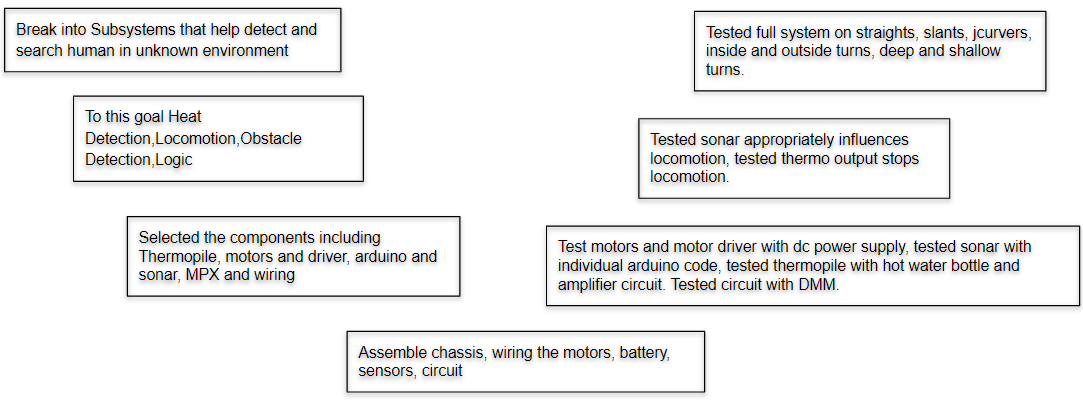 Break into Subsystems that help detect and
search human in unknown environment
To this goal Heat
Detection,Locomotion,Obstacle
Detection,Logic
Selected the components including
Thermopile, motors and driver, arduino and
sonar, MPX and wiring
Assemble chassis, wiring the motors, battery,
sensors, circuit
Test motors and motor driver with dc power supply, tested sonar with
individual arduino code, tested thermopile with hot water bottle and
amplifier circuit. Tested circuit with DMM.
Tested sonar appropriately influences
locomotion, tested thermo output stops
locomotion.
Tested full system on straights, slants, jcurvers,
inside and outside turns, deep and shallow
turns.